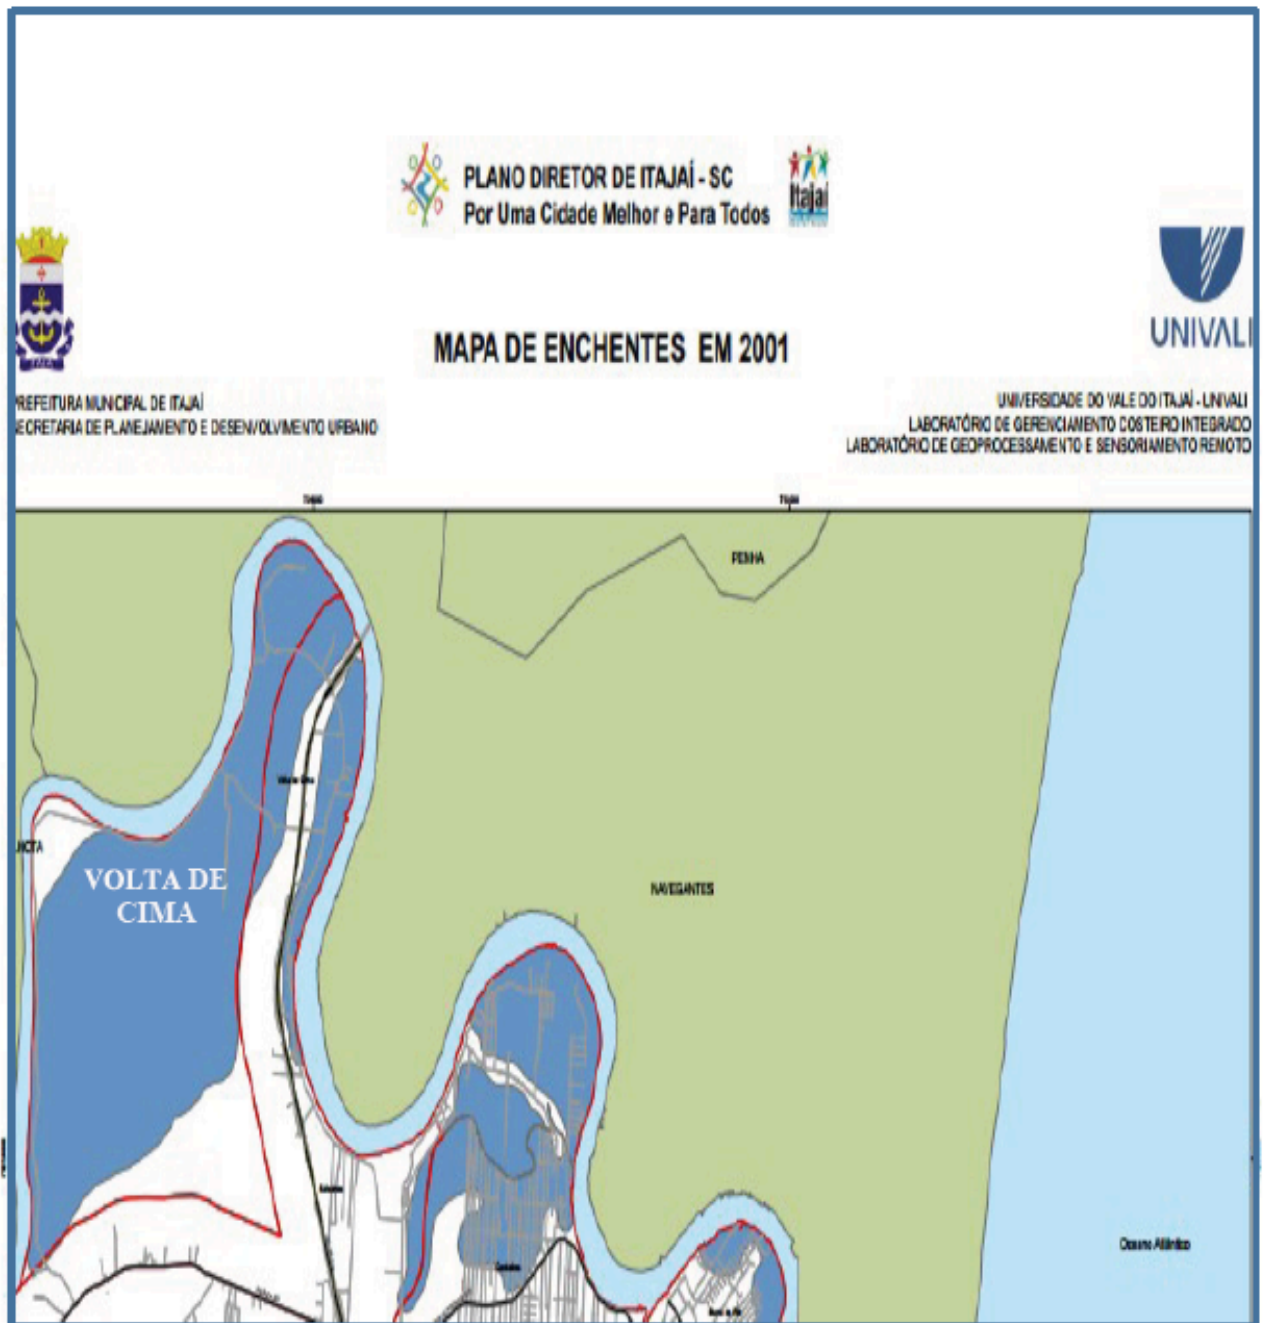 PLANO DIRETOR DE ITAJAÍ - SC
Por Uma Cidade Melhor e Para Todos
Itajaí
UNIVALI
MAPA DE ENCHENTES EM 2001
PREFEITURA MUNICIPAL DE ITAJAÍ
SECRETARIA DE PLANEJAMENTO E DESENVOLVIMENTO URBANO
UNIVERSIDADE DO VALE DO ITAJAÍ - UNIVALI
LABORATÓRIO DE GERENCIAMENTO COSTEIRO INTEGRADO
LABORATÓRIO DE GEOPROCESSAMENTO E SENSORIAMENTO REMOTO
PENHA
VOLTA DE
CIMA
NAVEGANTES
Oceano Atlântico